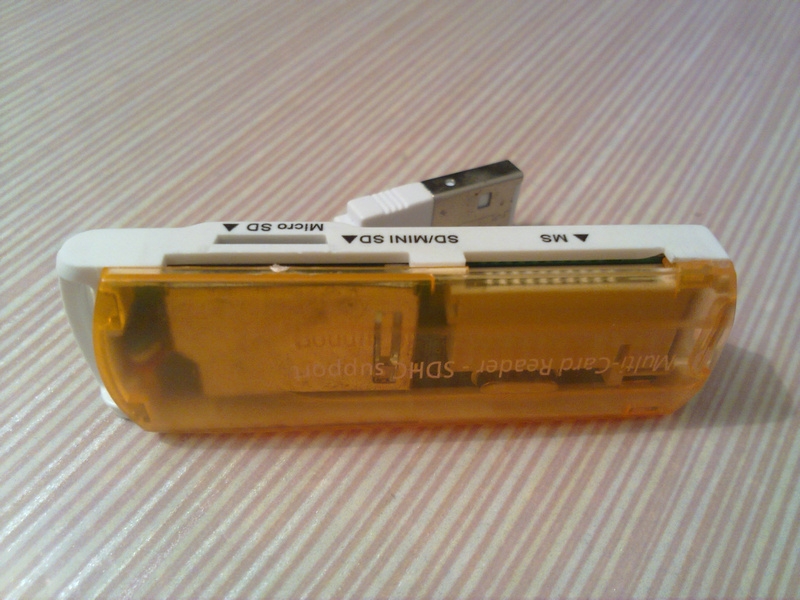 MS ▲ SD/MINI SD▲ Micro SD ▲
Multi-Card Reader - SDHC support